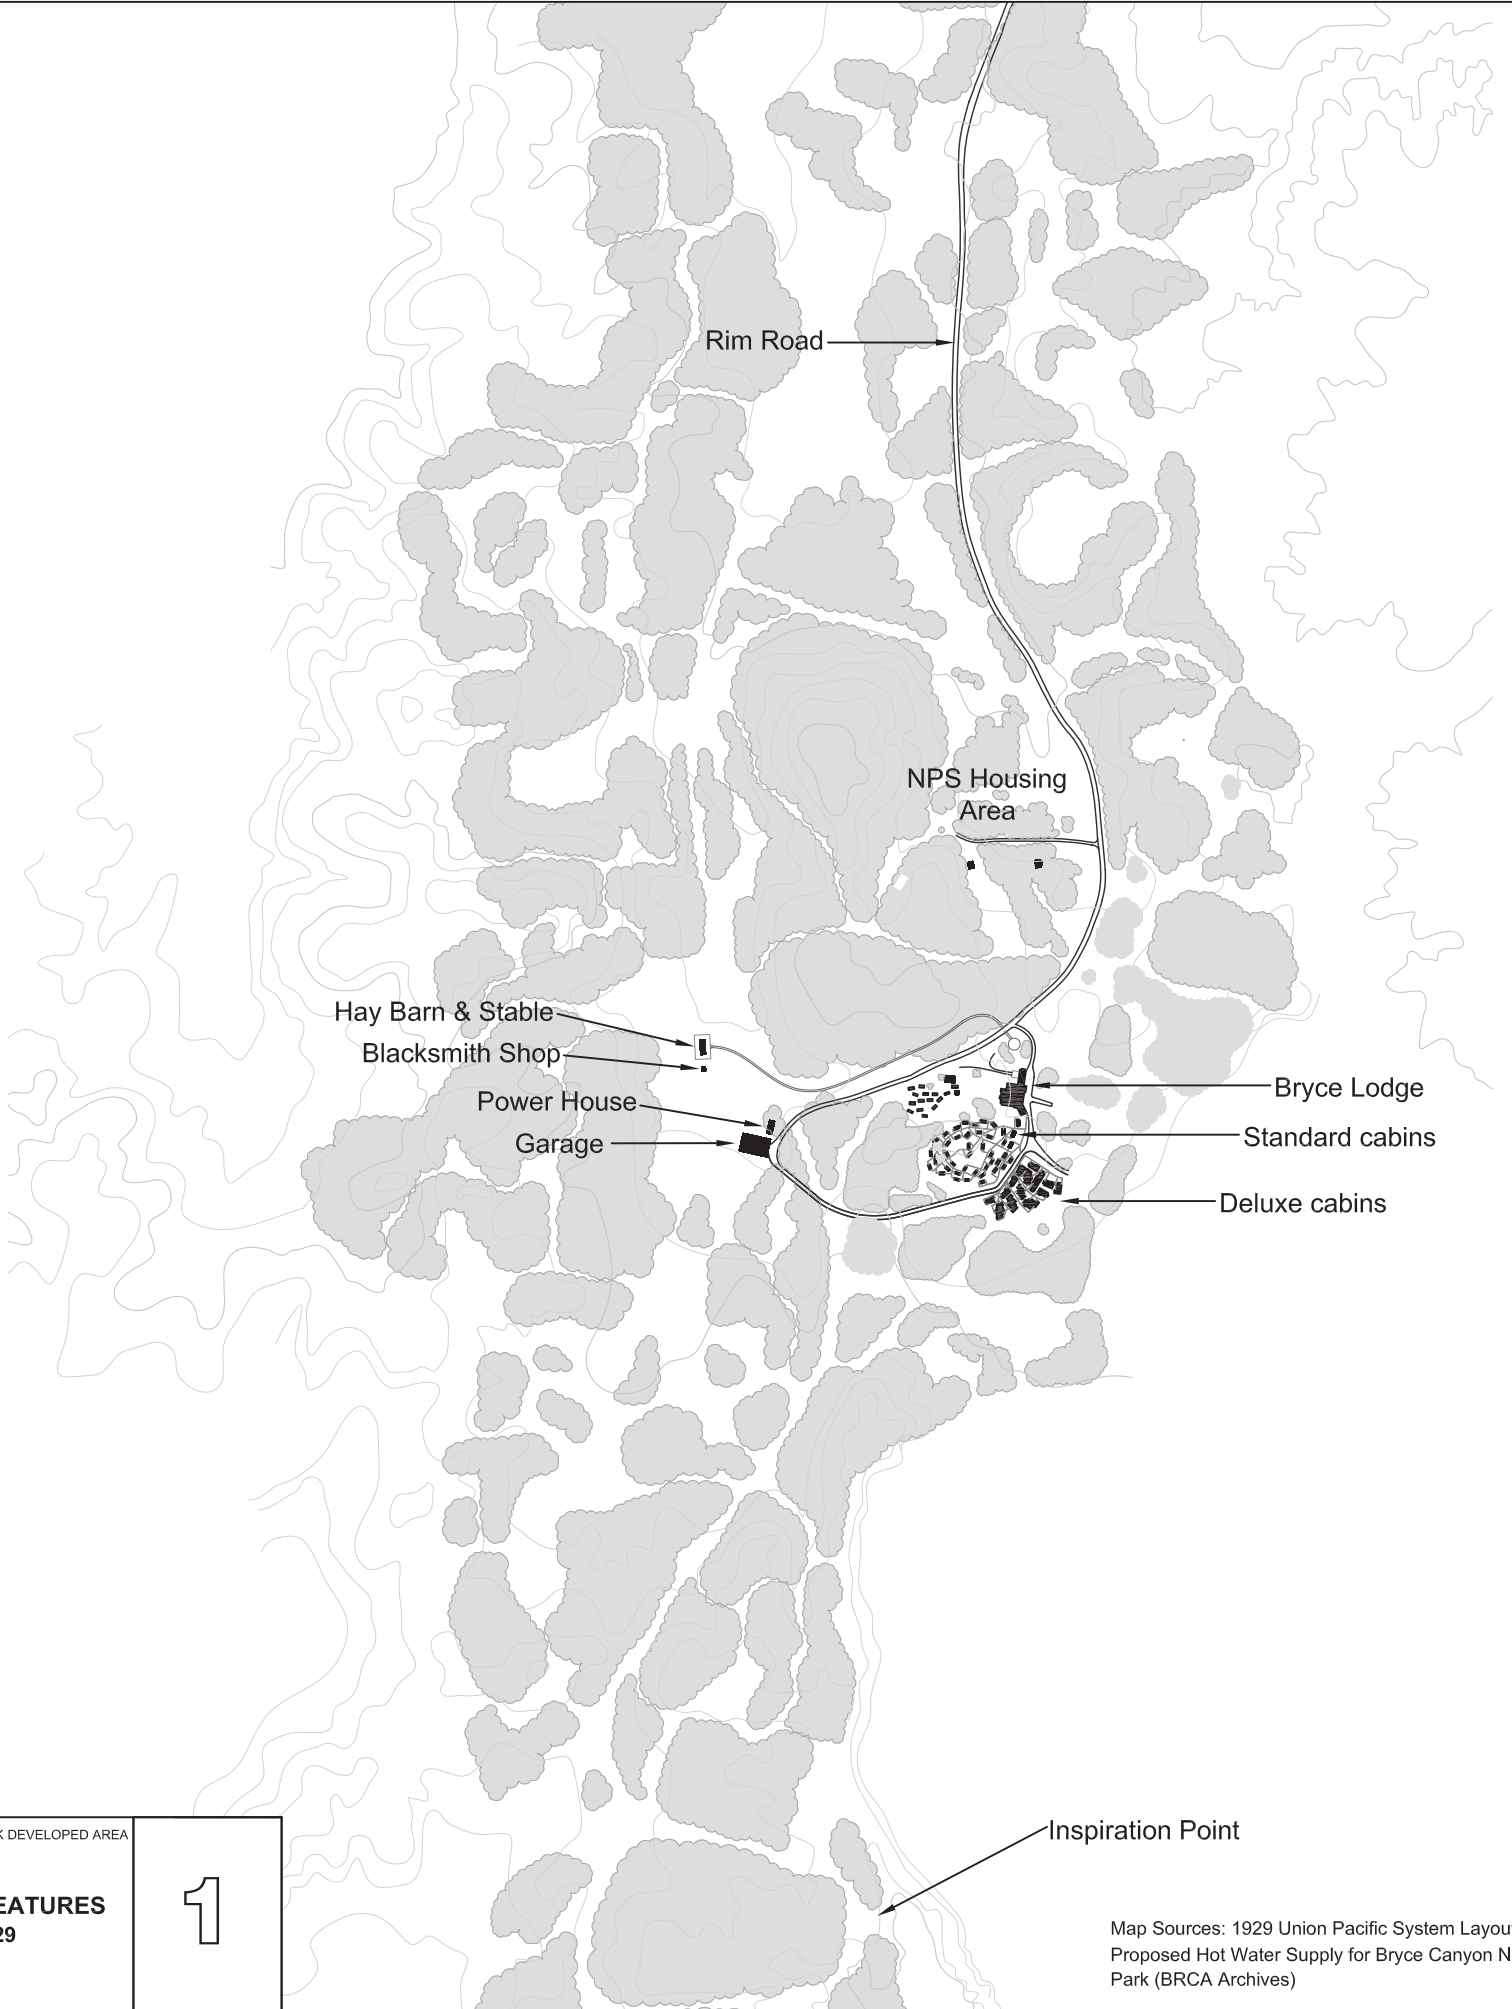 Rim Road
NPS Housing
Area
Hay Barn & Stable
Blacksmith Shop
Power House
Garage
Bryce Lodge
Standard cabins
Deluxe cabins
Inspiration Point
K DEVELOPED AREA
EATURES
29
1
Map Sources: 1929 Union Pacific System Layou
Proposed Hot Water Supply for Bryce Canyon N
Park (BRCA Archives)